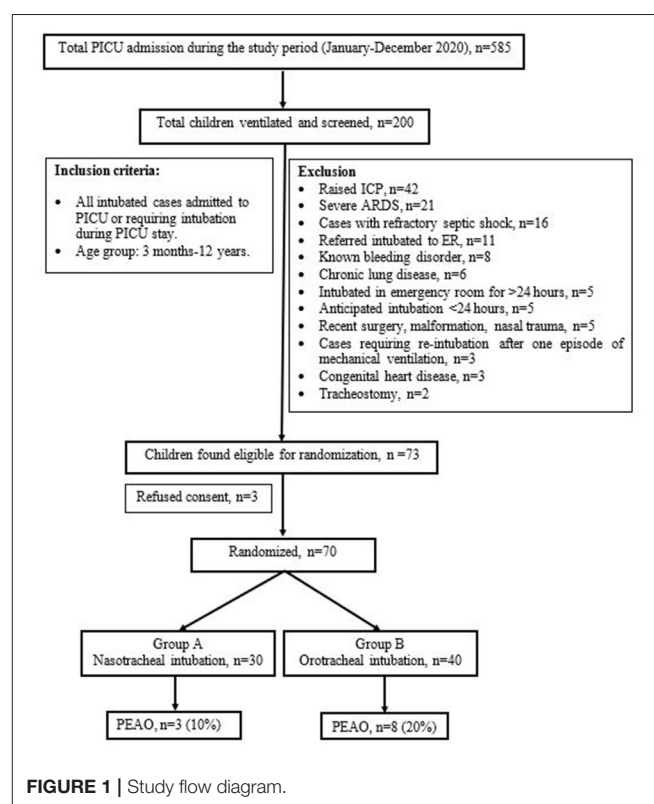 Total PICU admission during the study period (January-December 2020), n=585
Total children ventilated and screened, n=200
Inclusion criteria:
• All intubated cases admitted to
PICU or requiring intubation
during PICU stay.
• Age group: 3 months-12 years.
Exclusion
• Raised ICP, n=42
• Severe ARDS, n=21
• Cases with refractory septic shock, n=16
• Referred intubated to ER, n=11
• Known bleeding disorder, n=8
• Chronic lung disease, n=6
• Intubated in emergency room for >24 hours, n=5
• Anticipated intubation <24 hours, n=5
• Recent surgery, malformation, nasal trauma, n=5
• Cases requiring re-intubation after one episode of
mechanical ventilation, n=3
• Congenital heart disease, n=3
• Tracheostomy, n=2
Children found eligible for randomization, n =73
Refused consent, n=3
Randomized, n=70
Group A
Nasotracheal intubation, n=30
Group B
Orotracheal intubation, n=40
PEAO, n=3 (10%)
PEAO, n=8 (20%)
FIGURE 1 | Study flow diagram.